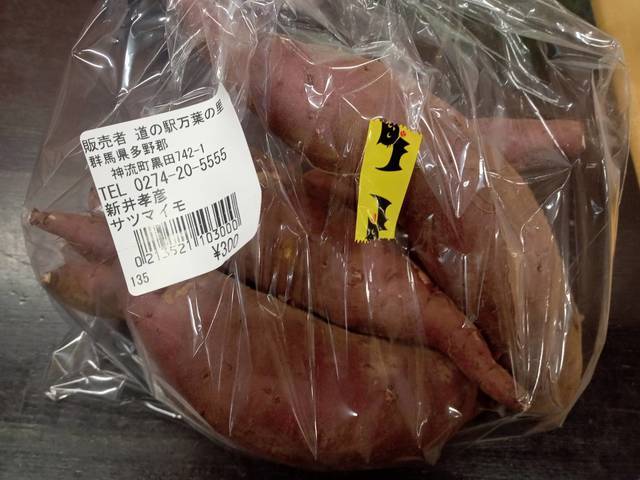 販売者 道の駅万葉の里
群馬県多野郡
神流町黒田742-1
TEL 0274-20-5555
新井孝彦
サツマイモ
0213521103000
¥300
135